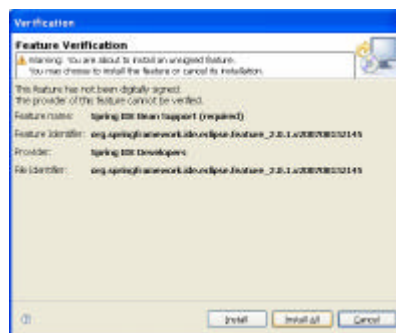 Verification
Feature Verification
Warning: You are about to install an unsigned feature.
You may choose to install the feature or cancel its installation.
This feature has not been digitally signed.
The provider of this feature cannot be verified.
Feature name: Spring IDE Bean Support (required)
Feature Identifier: org.springframework.ide.eclipse.feature_2.0.1.v200708152145
Provider: Spring IDE Developers
File Identifier: org.springframework.ide.eclipse.feature_2.0.1.v200708152145
Install Install All Cancel